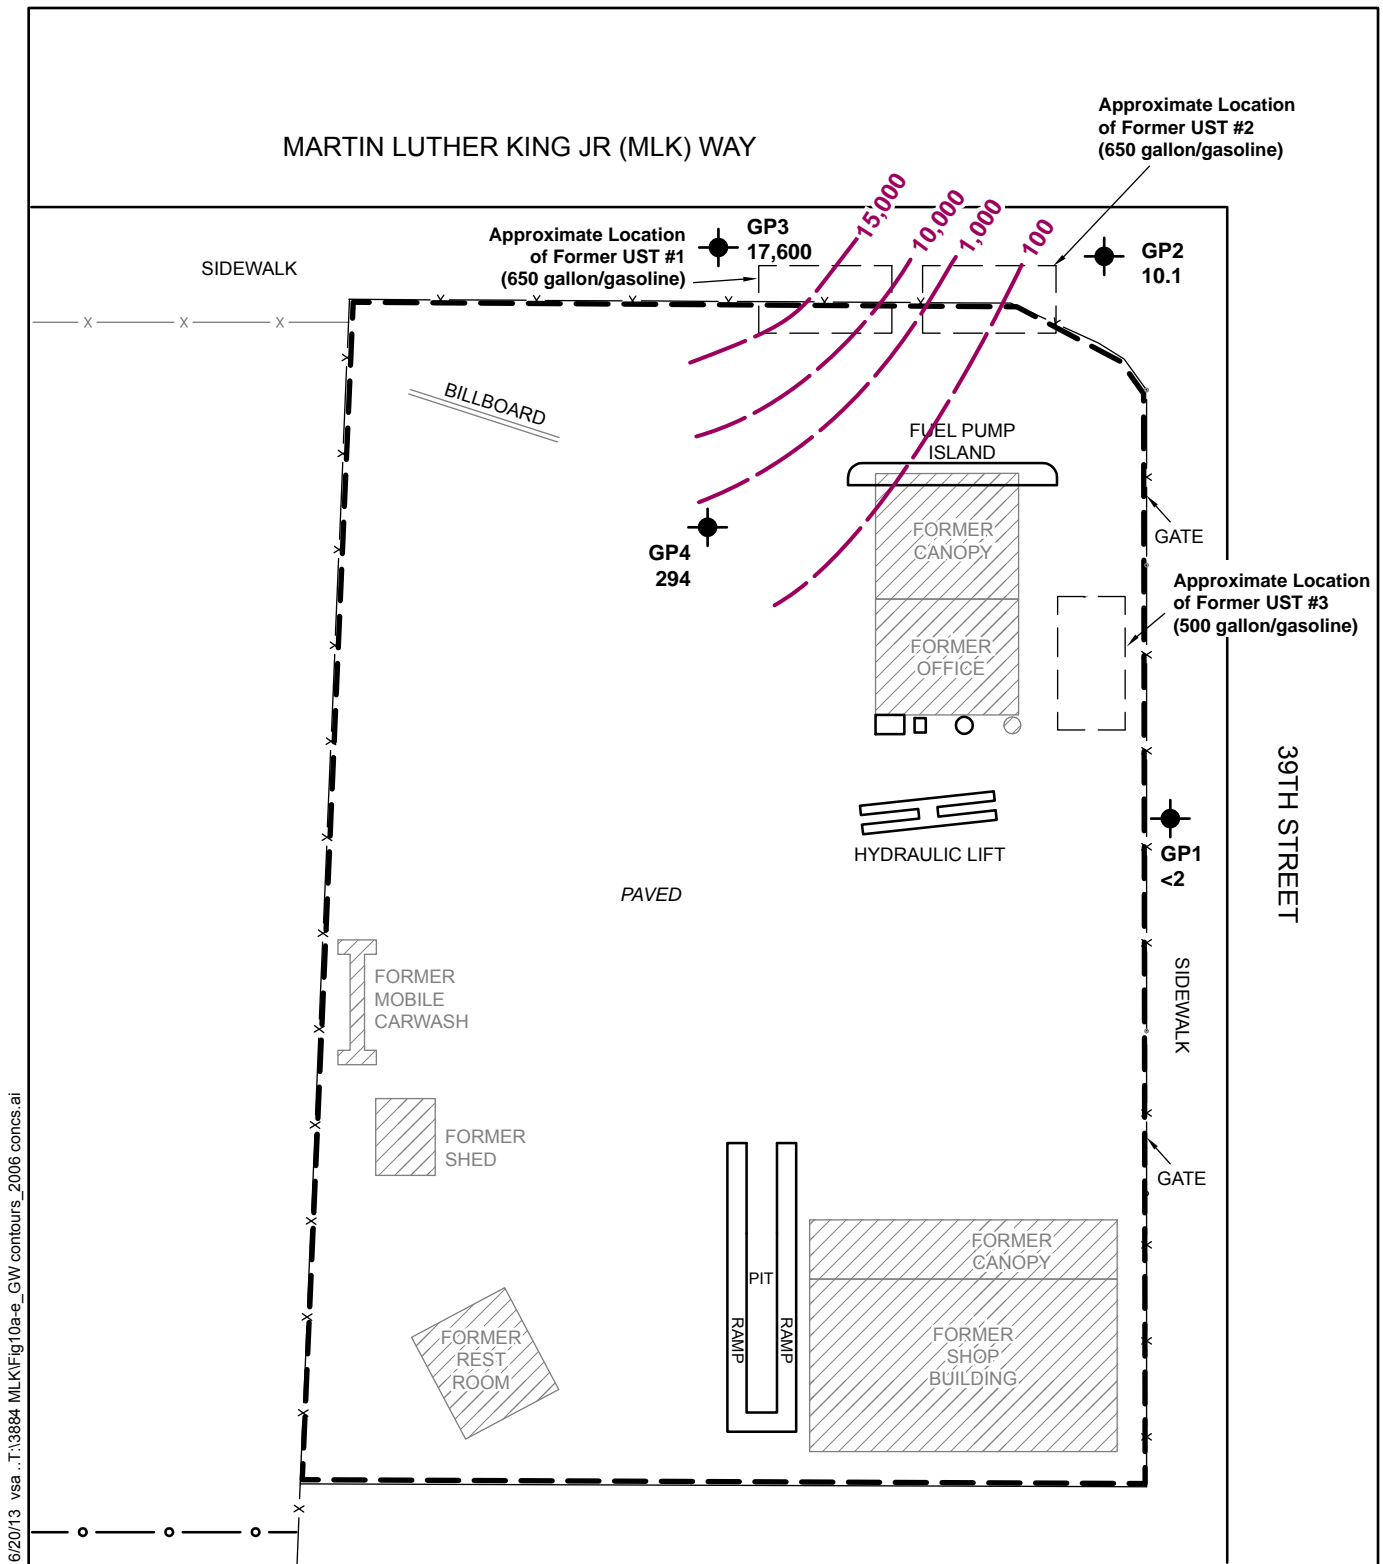 Approximate Location
of Former UST #2
(650 gallon/gasoline)
MARTIN LUTHER KING JR (MLK) WAY
15,000
10,000
1,000
100
GP3
17,600
Approximate Location
of Former UST #1
(650 gallon/gasoline)
GP2
10.1
SIDEWALK
BILLBOARD
FUEL PUMP
ISLAND
FORMER
CANOPY
GATE
GP4
294
Approximate Location
of Former UST #3
(500 gallon/gasoline)
FORMER
OFFICE
39TH STREET
HYDRAULIC LIFT
GP1
<2
PAVED
SIDEWALK
FORMER
MOBILE
CARWASH
FORMER
SHED
GATE
FORMER
CANOPY
PIT
RAMP
RAMP
FORMER
SHOP
BUILDING
FORMER
REST
ROOM
6/20/13 vsa ..T:\3884 MLK\Fig10a-e_GW contours_2006 concs.ai